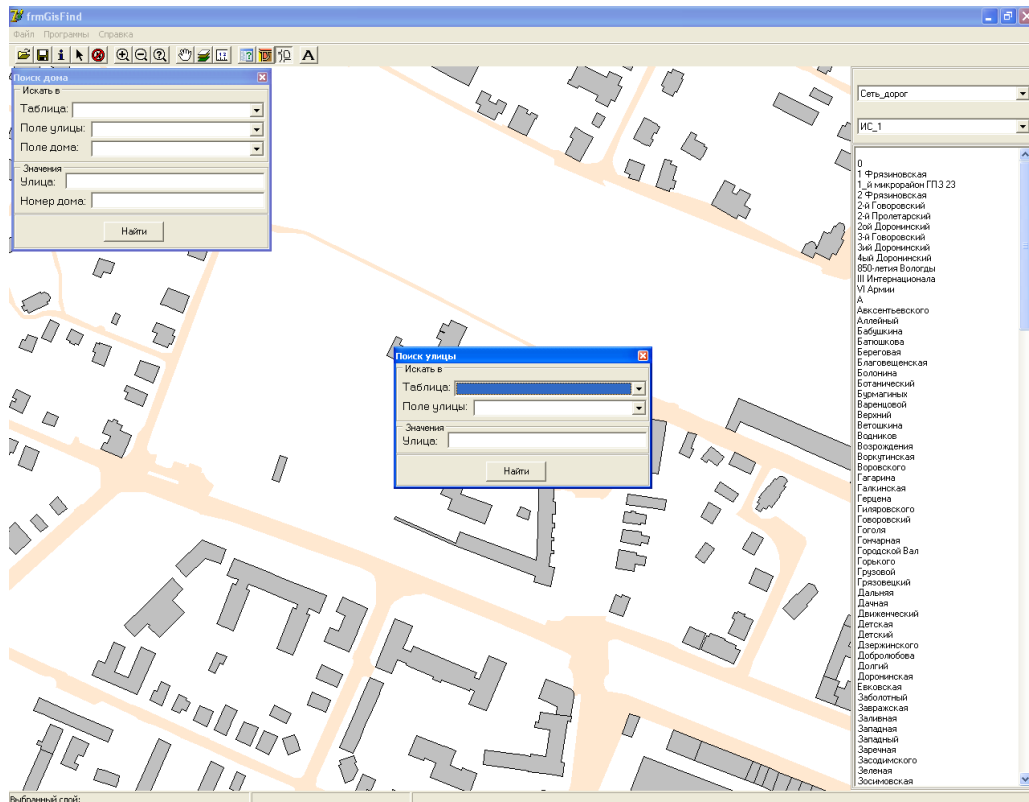 frmGisFind
Файл Программы Справка
Поиск дома
Искать в
Таблица:
Поле улицы:
Поле дома:
Значения
Улица:
Номер дома:
Найти
Поиск улицы
Искать в
Таблица:
Поле улицы:
Значения
Улица:
Найти
Сеть_дорог
ИС_1
0
1 Фрязиновская
1_й микрорайон ГПЗ 23
2 Фрязиновская
2-й Говоровский
2-й Пролетарский
2ой Доронинский
3-й Говоровский
3ий Доронинский
4ый Доронинский
850-летия Вологды
III Интернационала
VI Армии
А
Авксентьевского
Аллейный
Бабушкина
Батюшкова
Береговая
Благовещенская
Болонина
Ботанический
Бурмагиных
Варенцовой
Верхний
Ветошкина
Водников
Возрождения
Воркутинская
Воровского
Гагарина
Галкинская
Герцена
Гиляровского
Говоровский
Гоголя
Гончарная
Городской Вал
Горького
Грузовой
Грязовецкий
Дальняя
Дачная
Движенческий
Детская
Детский
Дзержинского
Добролюбова
Долгий
Доронинская
Евковская
Заболотный
Завражская
Заливная
Западная
Западный
Заречная
Засодимского
Зеленая
Зосимовская
Выбранный слой: